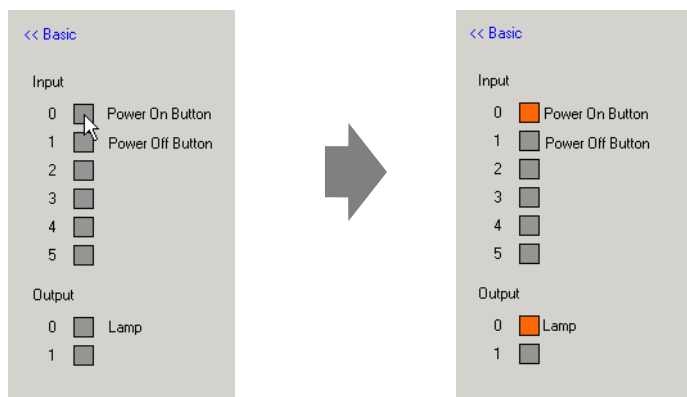 << Basic
Input
0 Power On Button
1 Power Off Button
2
3
4
5
Output
0 Lamp
1
<< Basic
Input
0 Power On Button
1 Power Off Button
2
3
4
5
Output
0 Lamp
1